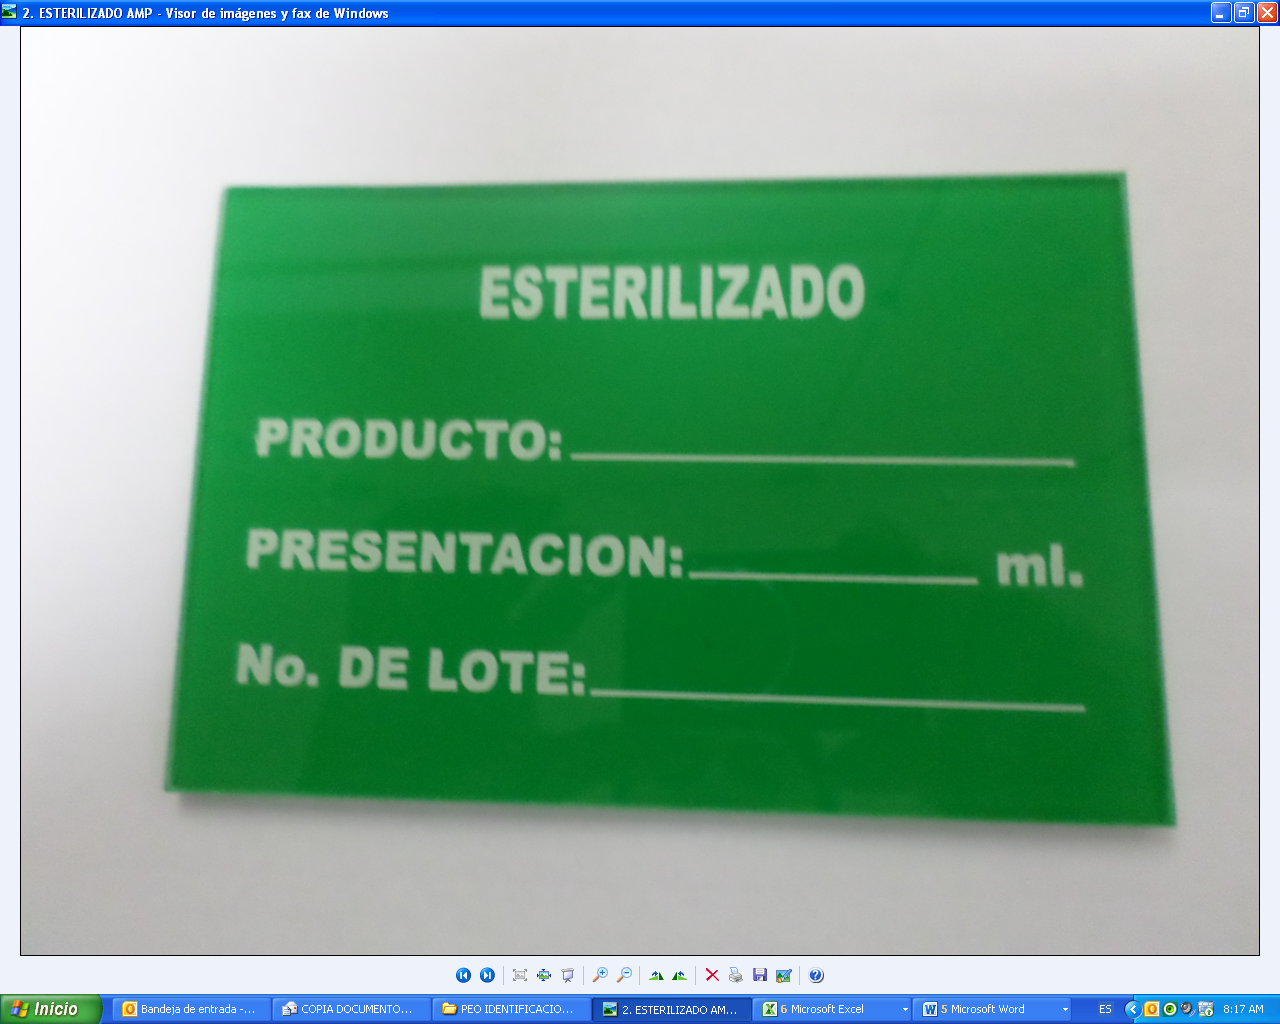 2. ESTERILIZADO AMP - Visor de imágenes y fax de Windows
ESTERILIZADO
PRODUCTO:
PRESENTACION: ml.
No. DE LOTE:
Inicio
Bandeja de entrada -...
COPIA DOCUMENTO...
PEO IDENTIFICACIO...
2. ESTERILIZADO AM...
6 Microsoft Excel
5 Microsoft Word
ES
8:17 AM